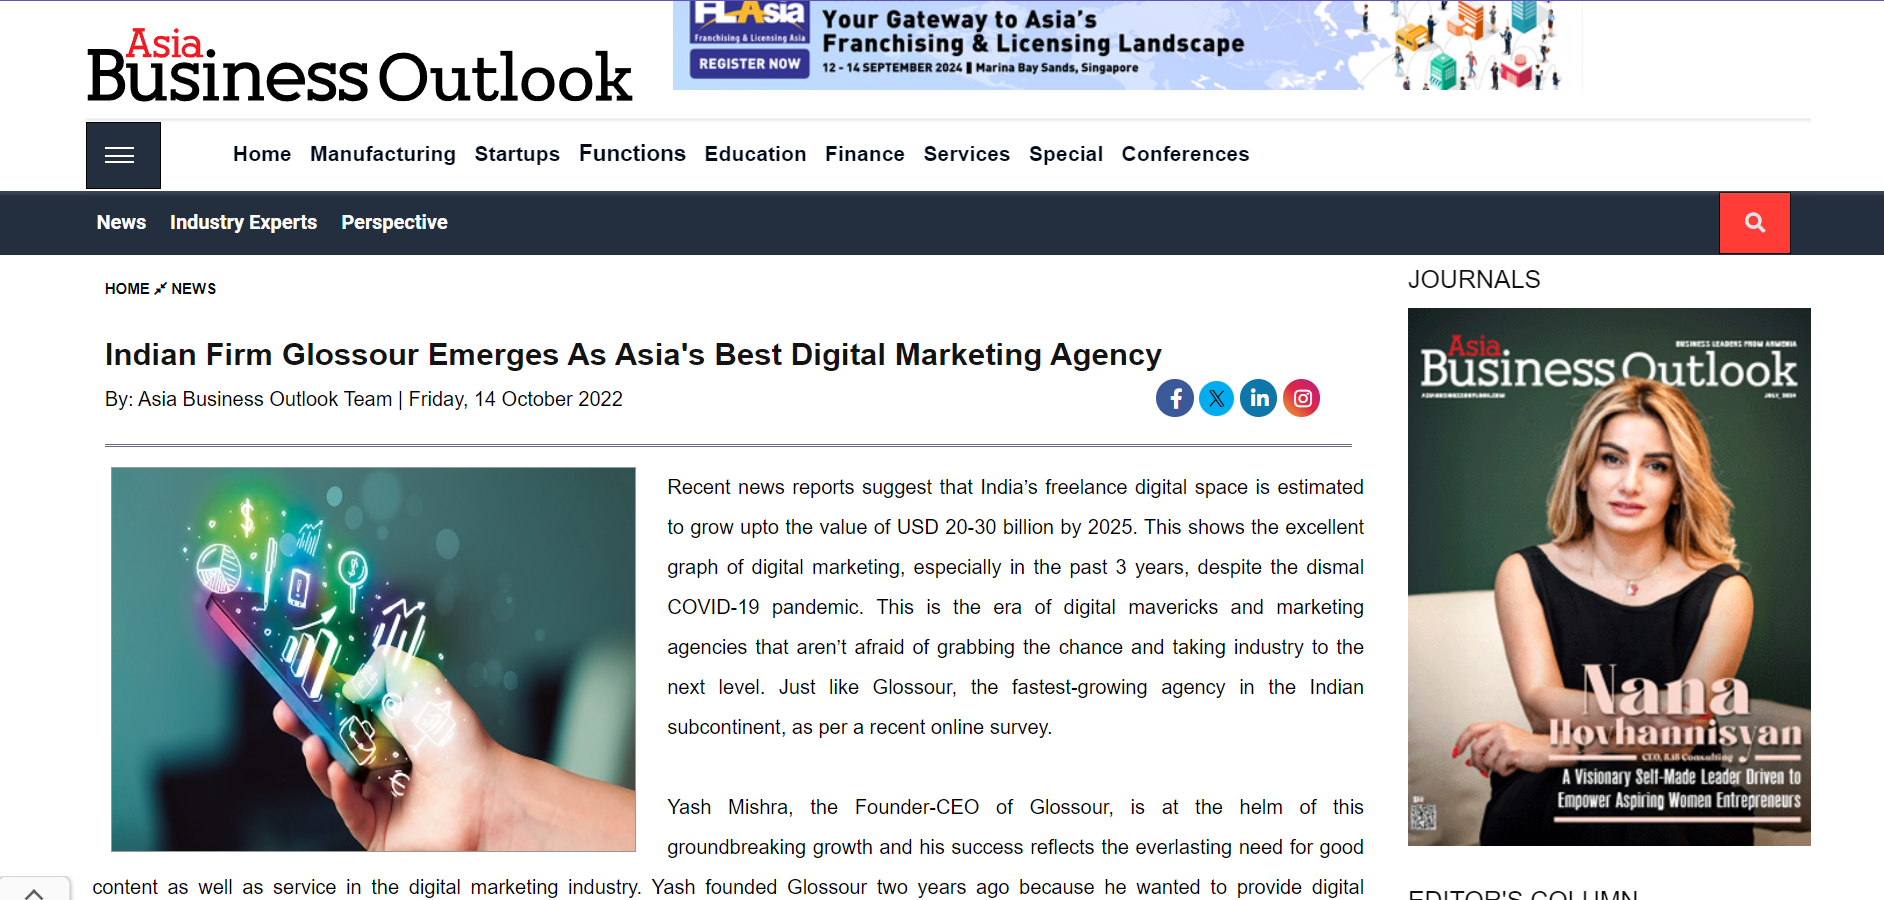 Asia
Business Outlook
FLAsia
Franchising & Licensing Asia
REGISTER NOW
Your Gateway to Asia's
Franchising & Licensing Landscape
12 - 14 SEPTEMBER 2024 | Marina Bay Sands, Singapore
Home Manufacturing Startups Functions Education Finance Services Special Conferences
News Industry Experts Perspective
HOME NEWS
Indian Firm Glossour Emerges As Asia's Best Digital Marketing Agency
By: Asia Business Outlook Team | Friday, 14 October 2022
Recent news reports suggest that India’s freelance digital space is estimated
to grow upto the value of USD 20-30 billion by 2025. This shows the excellent
graph of digital marketing, especially in the past 3 years, despite the dismal
COVID-19 pandemic. This is the era of digital mavericks and marketing
agencies that aren’t afraid of grabbing the chance and taking industry to the
next level. Just like Glossour, the fastest-growing agency in the Indian
subcontinent, as per a recent online survey.
Yash Mishra, the Founder-CEO of Glossour, is at the helm of this
groundbreaking growth and his success reflects the everlasting need for good
content as well as service in the digital marketing industry. Yash founded Glossour two years ago because he wanted to provide digital
JOURNALS
BUSINESS LEADERS FROM ARMENIA
Asia
Business Outlook
ASIABUSINESSOUTLOOK.COM
JULY, 2024
Nana
Hovhannisyan
CEO, Consulting
A Visionary Self-Made Leader Driven to
Empower Aspiring Women Entrepreneurs
EDITOR'S COLUMN